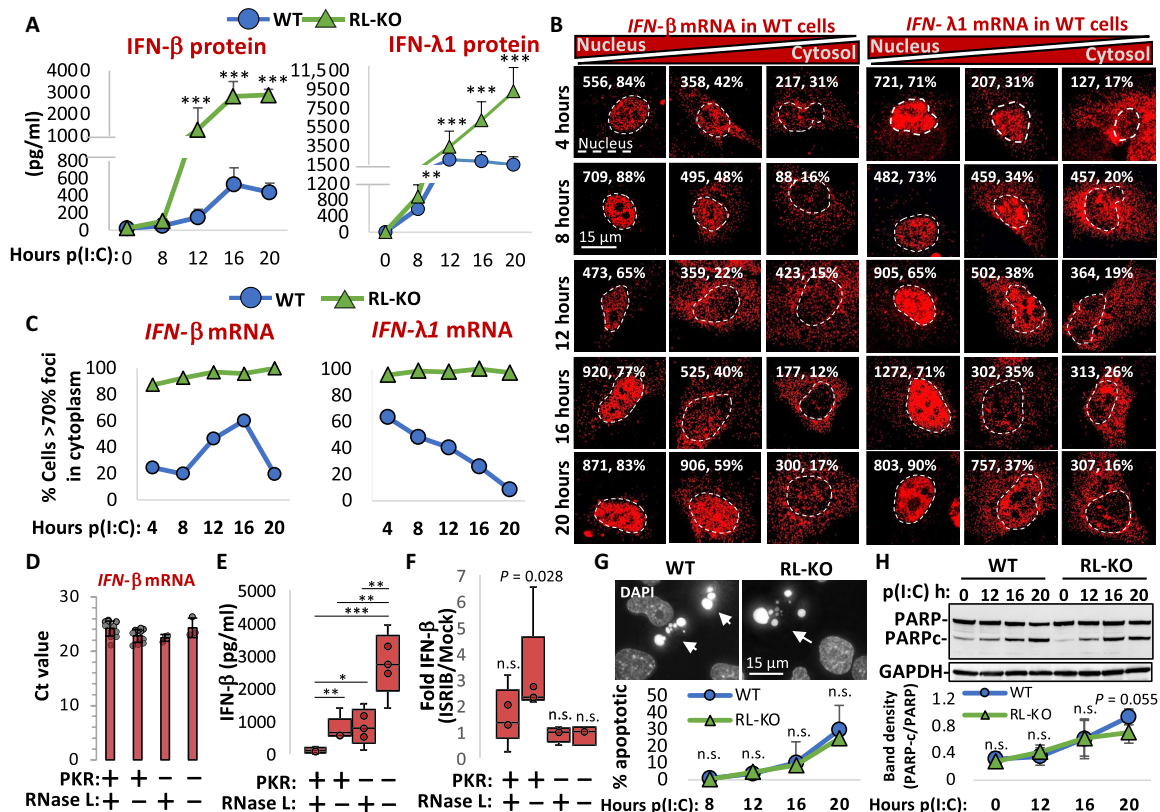 A
WT RL-KO
IFN-β protein
IFN-λ1 protein
(pg/ml)
4000
3000
2000
1000
800
600
400
200
0
*** *** ***
0 8 12 16 20
11,500
9500
7500
5500
3500
1500
1200
800
400
0
** *** *** ***
0 8 12 16 20
Hours p(I:C):
B
IFN-β mRNA in WT cells
IFN- λ1 mRNA in WT cells
Nucleus Cytosol
Nucleus Cytosol
4 hours
556, 84% 358, 42% 217, 31% 721, 71% 207, 31% 127, 17%
Nucleus
8 hours
709, 88% 495, 48% 88, 16% 482, 73% 459, 34% 457, 20%
15 µm
12 hours
473, 65% 359, 22% 423, 15% 905, 65% 502, 38% 364, 19%
16 hours
920, 77% 525, 40% 177, 12% 1272, 71% 302, 35% 313, 26%
20 hours
871, 83% 906, 59% 300, 17% 803, 90% 757, 37% 307, 16%
WT RL-KO
C
IFN-β mRNA
IFN-λ1 mRNA
% Cells >70% foci
in cytoplasm
100
80
60
40
20
0
100
80
60
40
20
0
Hours p(I:C): 4 8 12 16 20 4 8 12 16 20
D
IFN-β mRNA
Ct value
30
20
10
0
PKR: + + − −
RNase L: + − + −
E
IFN-β (pg/ml)
5000
4000
3000
2000
1000
0
**
**
***
*
**
PKR: + + − −
RNase L: + − + −
F
Fold IFN-β
(ISRIB/Mock)
7
6
5
4
3
2
1
0
P = 0.028
n.s.
n.s. n.s.
PKR: + + − −
RNase L: + − + −
G
WT RL-KO
DAPI
15 µm
% apoptotic
50
40
30
20
10
0
WT
RL-KO
n.s. n.s. n.s. n.s.
Hours p(I:C): 8 12 16 20
H
WT RL-KO
p(I:C) h: 0 12 16 20 0 12 16 20
PARP-
PARPc-
GAPDH-
Band density
(PARP-c/PARP)
1.2
0.8
0.4
0
WT
RL-KO
n.s. n.s. n.s. P = 0.055
Hours p(I:C): 0 12 16 20